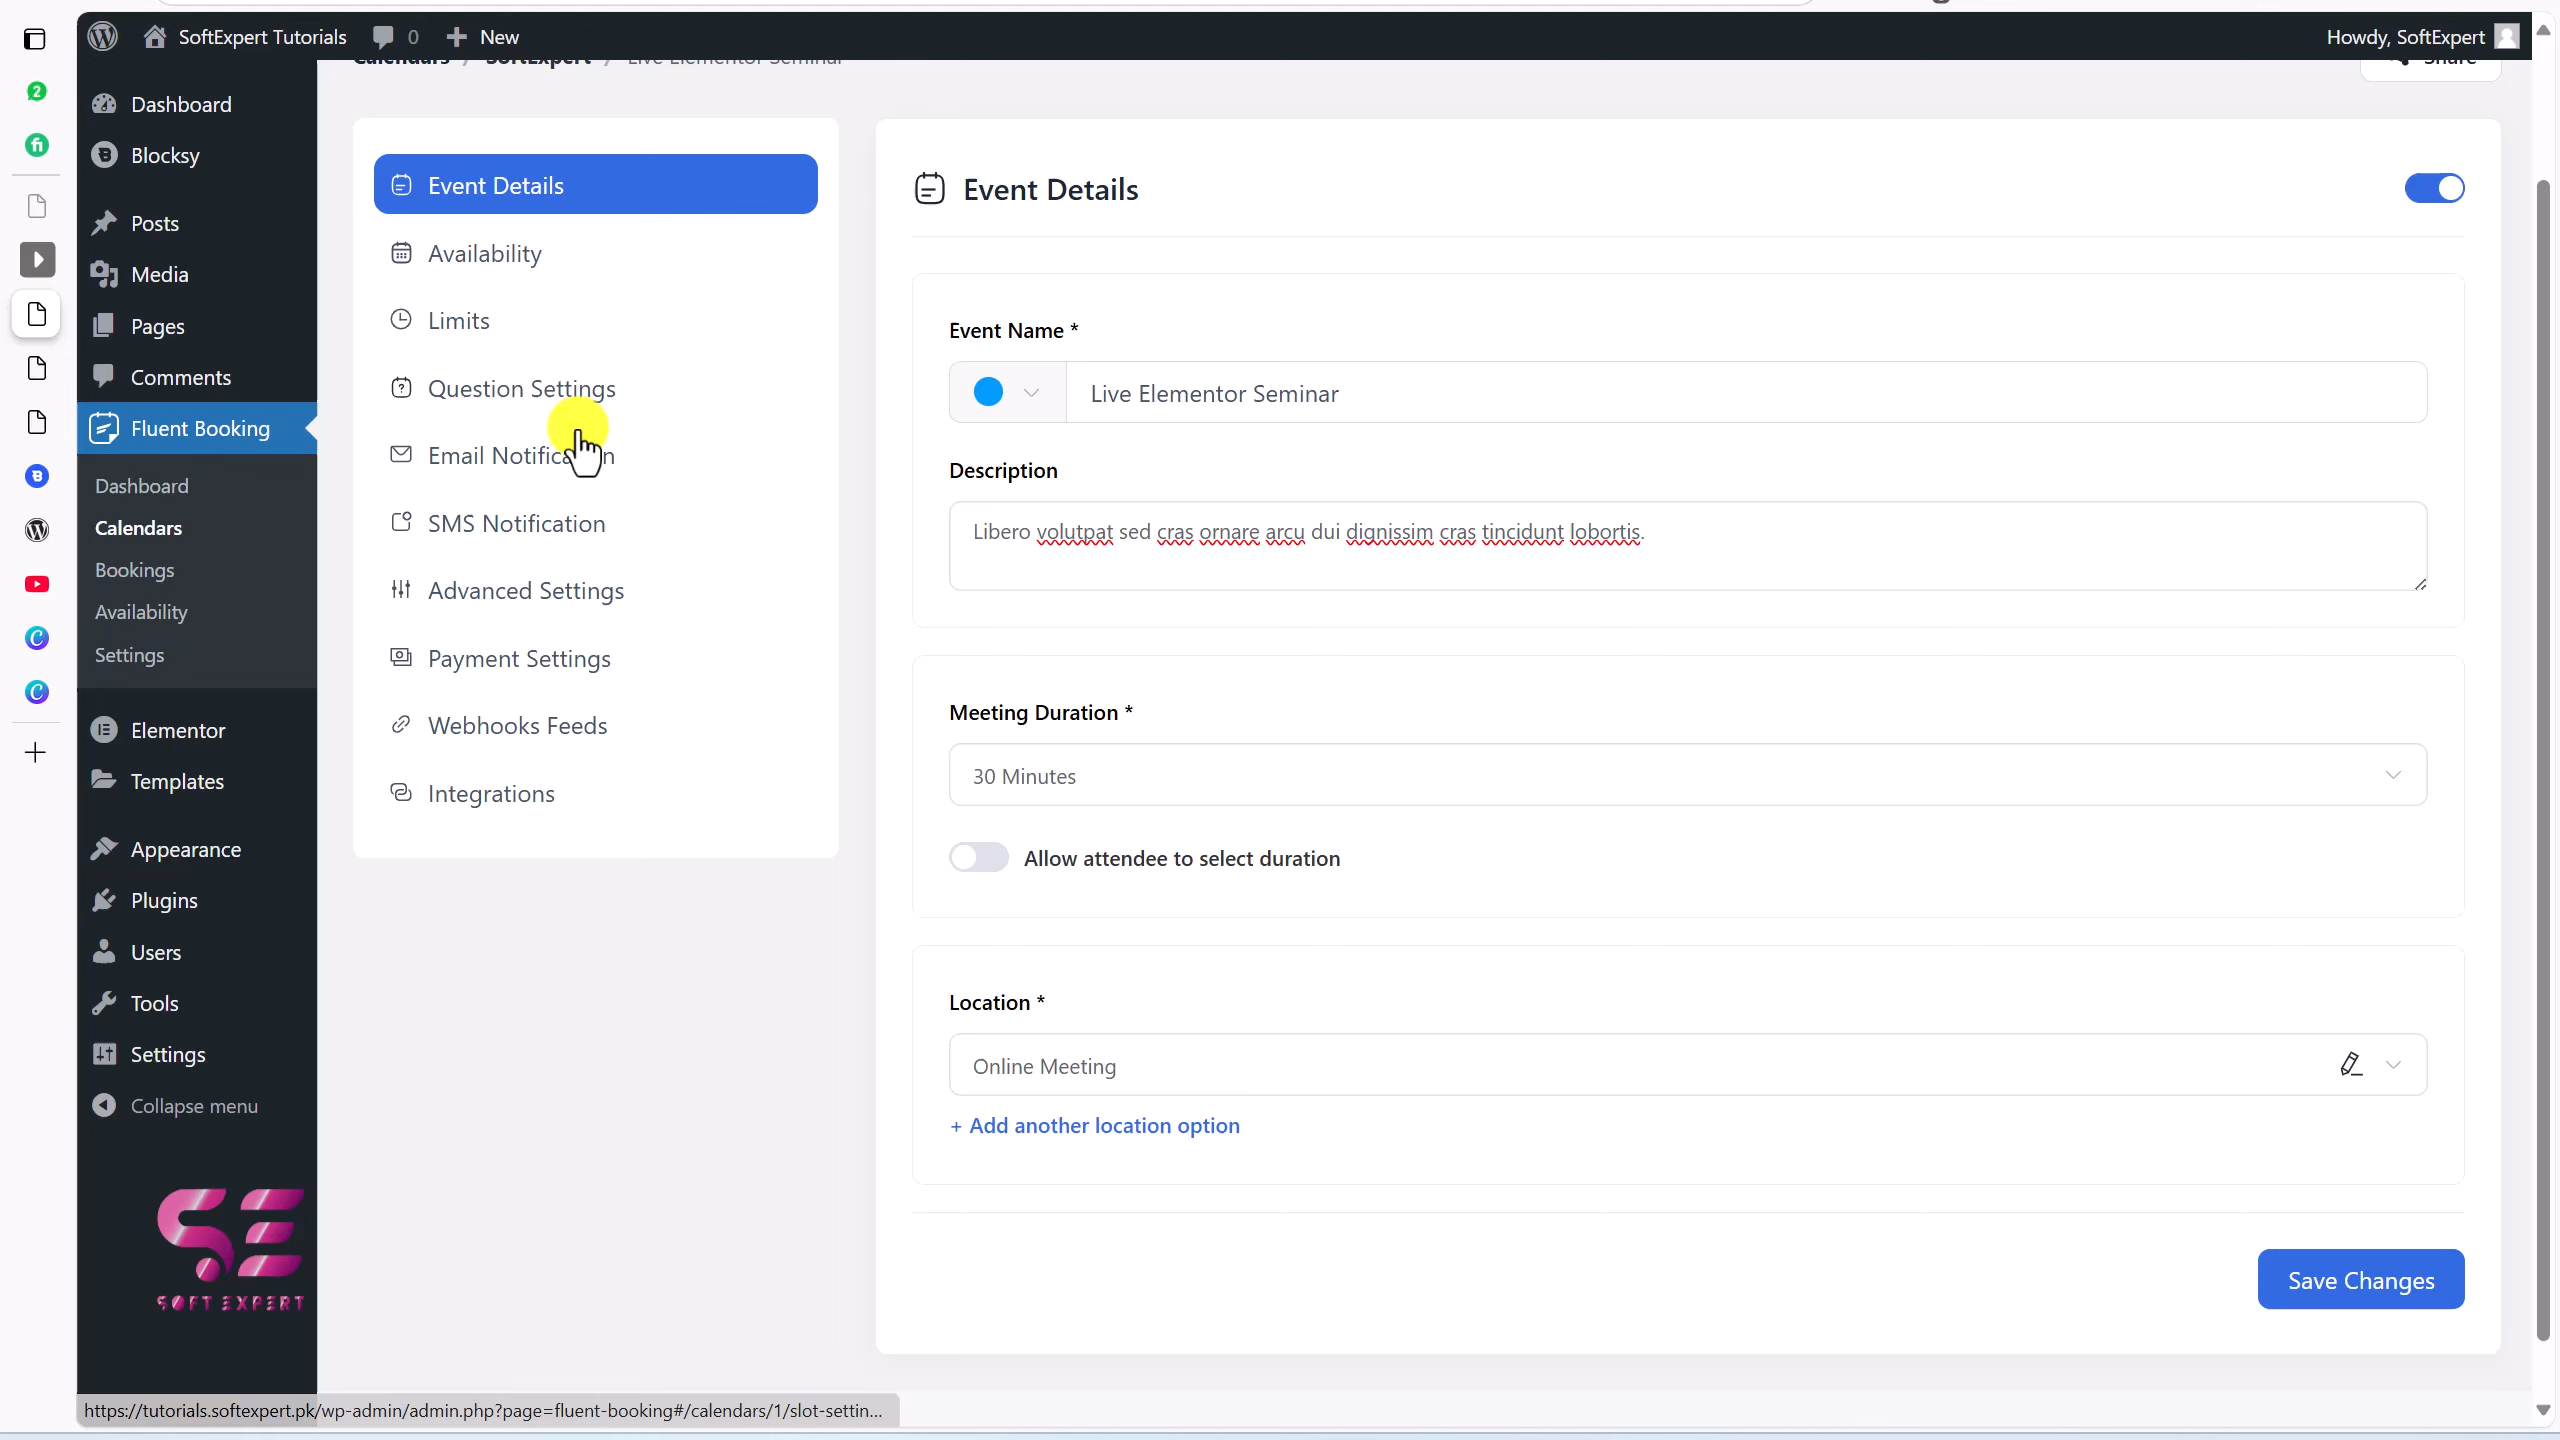 SoftExpert Tutorials
0
New
Howdy, SoftExpert
Calendars / SoftExpert / Live Elementor Seminar
Share
2
Dashboard
Blocksy
Posts
Media
Pages
Comments
Fluent Booking
Dashboard
Calendars
Bookings
Availability
Settings
Elementor
Templates
Appearance
Plugins
Users
Tools
Settings
Collapse menu
SOFT EXPERT
Event Details
Availability
Limits
Question Settings
Email Notification
SMS Notification
Advanced Settings
Payment Settings
Webhooks Feeds
Integrations
Event Details
Event Name *
Live Elementor Seminar
Description
Libero volutpat sed cras ornare arcu dui dignissim cras tincidunt lobortis.
Meeting Duration *
30 Minutes
Allow attendee to select duration
Location *
Online Meeting
+ Add another location option
Save Changes
https://tutorials.softexpert.pk/wp-admin/admin.php?page=fluent-booking#/calendars/1/slot-settin...